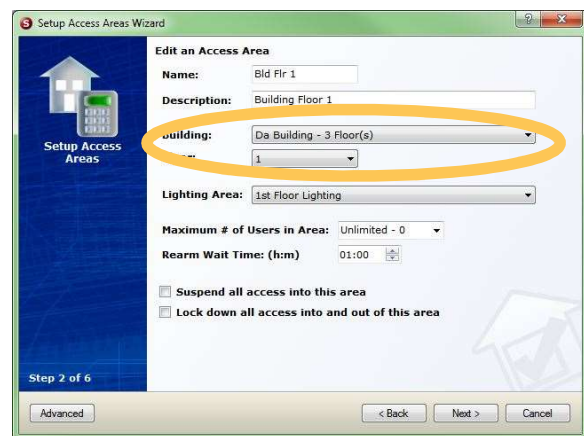 Setup Access Areas Wizard
Edit an Access Area
Name: Bld Flr 1
Description: Building Floor 1
Building: Da Building - 3 Floor(s)
1
Setup Access
Areas
Lighting Area: 1st Floor Lighting
Maximum # of Users in Area: Unlimited - 0
Rearm Wait Time: (h:m) 01:00
Suspend all access into this area
Lock down all access into and out of this area
Step 2 of 6
Advanced
< Back
Next >
Cancel